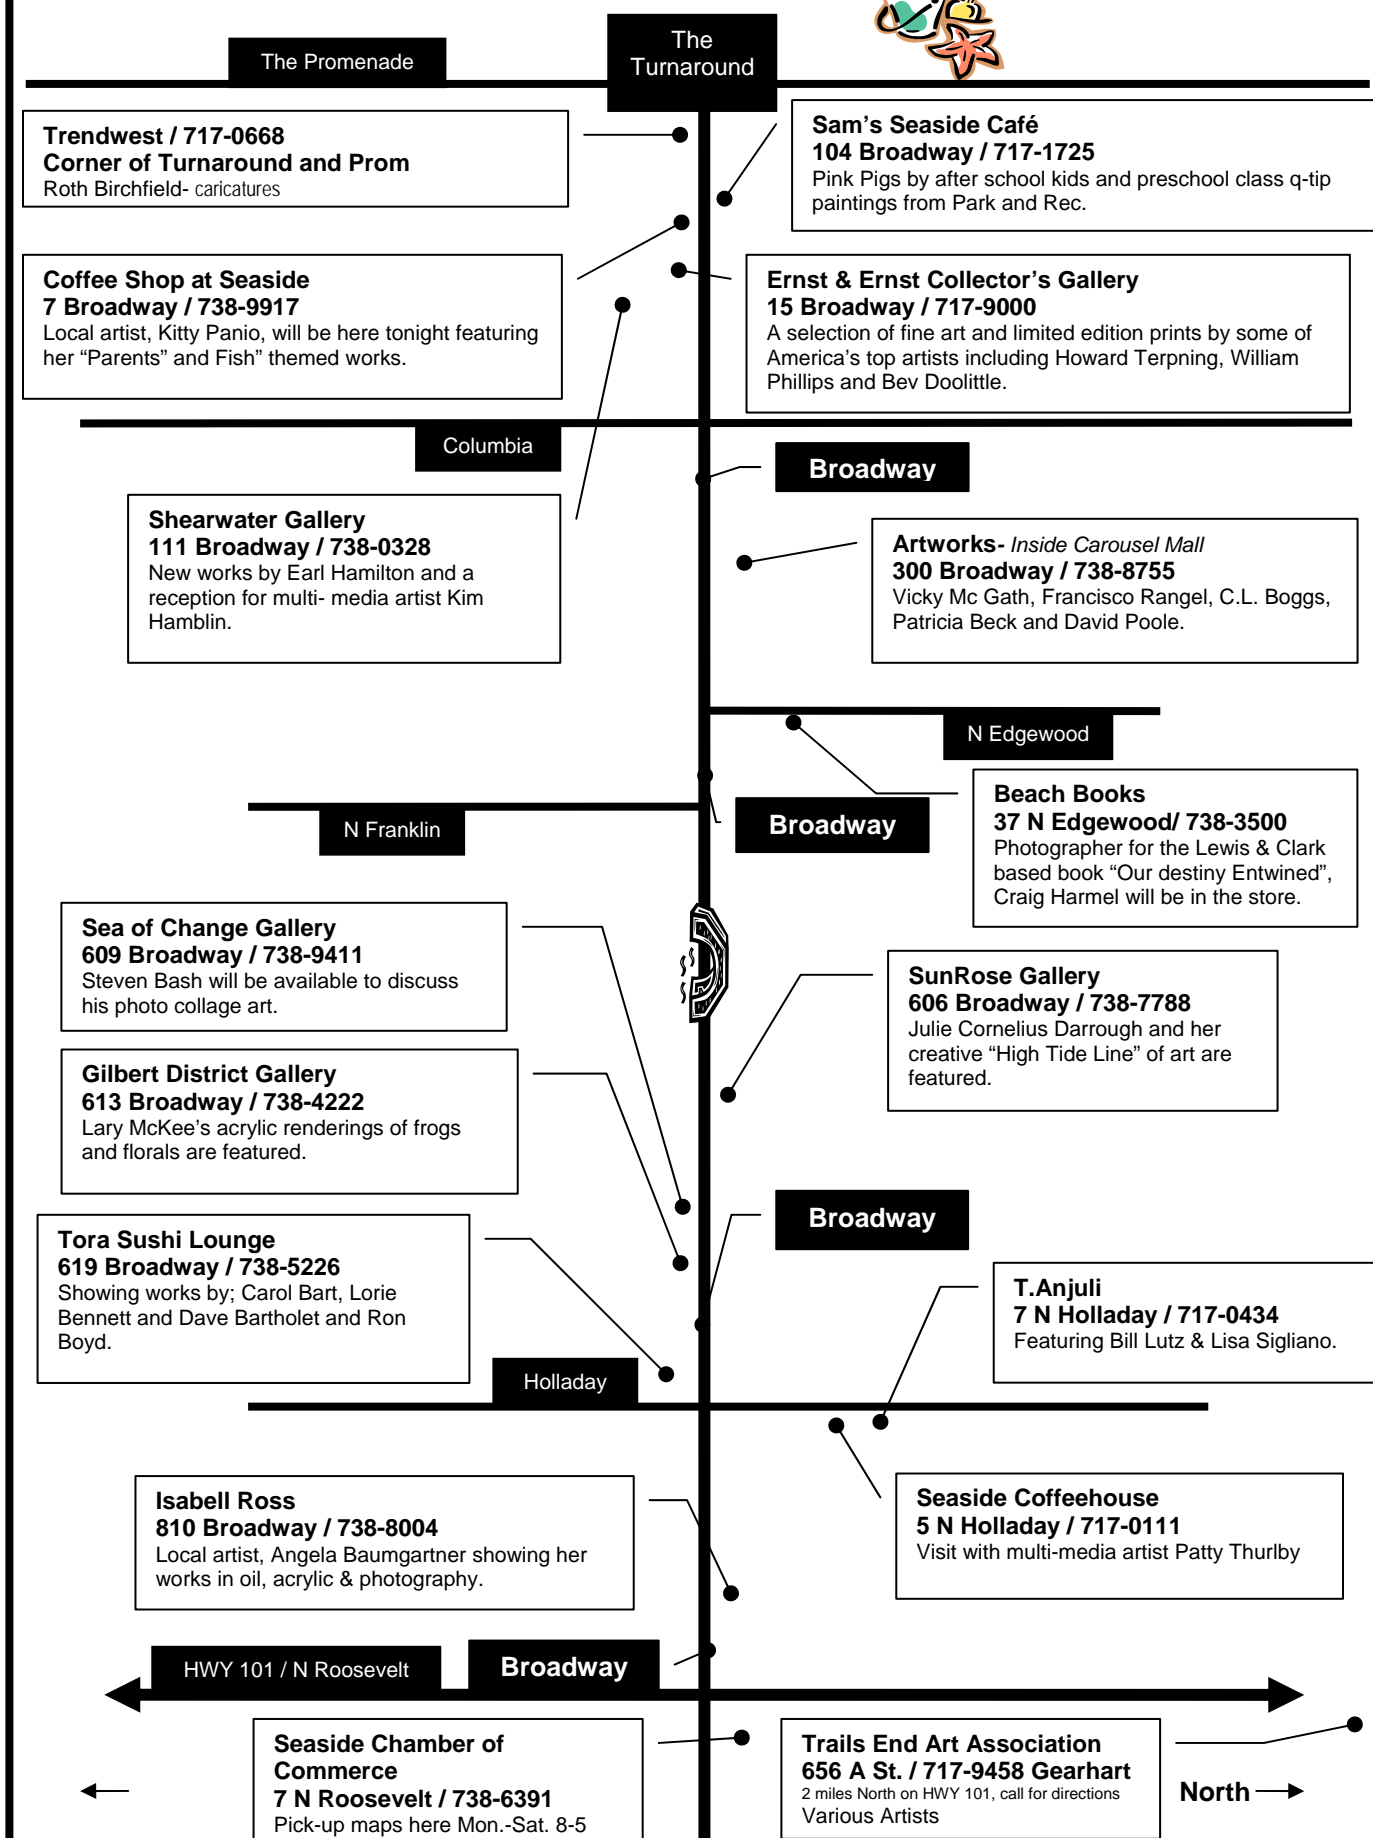 The Promenade
The
Turnaround
Trendwest / 717-0668
Corner of Turnaround and Prom
Roth Birchfield- caricatures
Sam's Seaside Café
104 Broadway / 717-1725
Pink Pigs by after school kids and preschool class q-tip
paintings from Park and Rec.
Coffee Shop at Seaside
7 Broadway / 738-9917
Local artist, Kitty Panio, will be here tonight featuring
her “Parents” and Fish” themed works.
Ernst & Ernst Collector's Gallery
15 Broadway / 717-9000
A selection of fine art and limited edition prints by some of
America's top artists including Howard Terpning, William
Phillips and Bev Doolittle.
Columbia
Broadway
Shearwater Gallery
111 Broadway / 738-0328
New works by Earl Hamilton and a
reception for multi- media artist Kim
Hamblin.
Artworks- Inside Carousel Mall
300 Broadway / 738-8755
Vicky Mc Gath, Francisco Rangel, C.L. Boggs,
Patricia Beck and David Poole.
N Edgewood
Beach Books
37 N Edgewood/ 738-3500
Photographer for the Lewis & Clark
based book “Our destiny Entwined”,
Craig Harmel will be in the store.
N Franklin
Broadway
Sea of Change Gallery
609 Broadway / 738-9411
Steven Bash will be available to discuss
his photo collage art.
SunRose Gallery
606 Broadway / 738-7788
Julie Cornelius Darrough and her
creative “High Tide Line” of art are
featured.
Gilbert District Gallery
613 Broadway / 738-4222
Lary McKee's acrylic renderings of frogs
and florals are featured.
Broadway
Tora Sushi Lounge
619 Broadway / 738-5226
Showing works by; Carol Bart, Lorie
Bennett and Dave Bartholet and Ron
Boyd.
T.Anjuli
7 N Holladay / 717-0434
Featuring Bill Lutz & Lisa Sigliano.
Holladay
Isabell Ross
810 Broadway / 738-8004
Local artist, Angela Baumgartner showing her
works in oil, acrylic & photography.
Seaside Coffeehouse
5 N Holladay / 717-0111
Visit with multi-media artist Patty Thurlby
HWY 101 / N Roosevelt
Broadway
Seaside Chamber of
Commerce
7 N Roosevelt / 738-6391
Pick-up maps here Mon.-Sat. 8-5
Trails End Art Association
656 A St. / 717-9458 Gearhart
2 miles North on HWY 101, call for directions
Various Artists
North